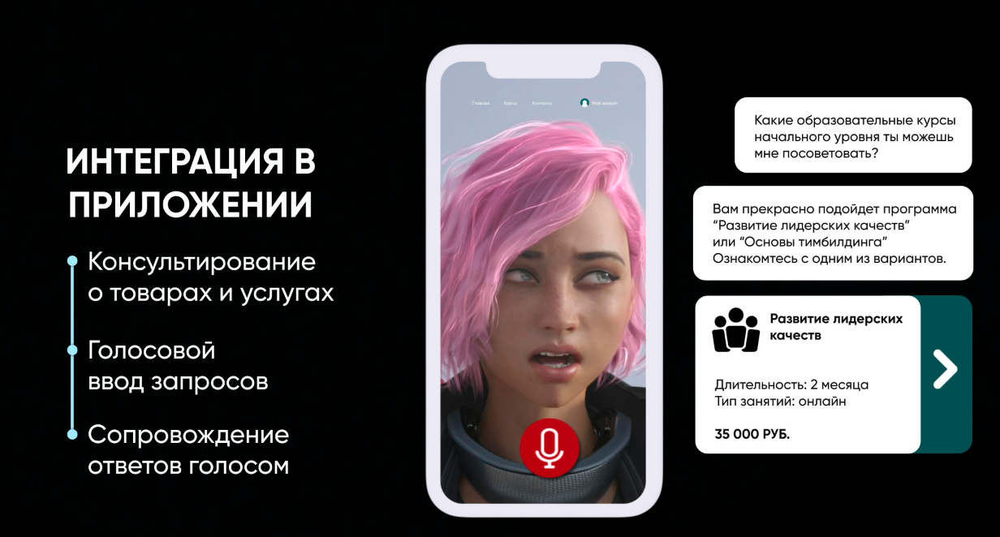 ИНТЕГРАЦИЯ В
ПРИЛОЖЕНИИ
Консультирование
о товарах и услугах
Голосовой
ввод запросов
Сопровождение
ответов голосом
Главная Курсы Контакты Мой аккаунт
Какие образовательные курсы
начального уровня ты можешь
мне посоветовать?
Вам прекрасно подойдет программа
“Развитие лидерских качеств”
или “Основы тимбилдинга”
Ознакомтесь с одним из вариантов.
Развитие лидерских
качеств
Длительность: 2 месяца
Тип занятий: онлайн
35 000 РУБ.